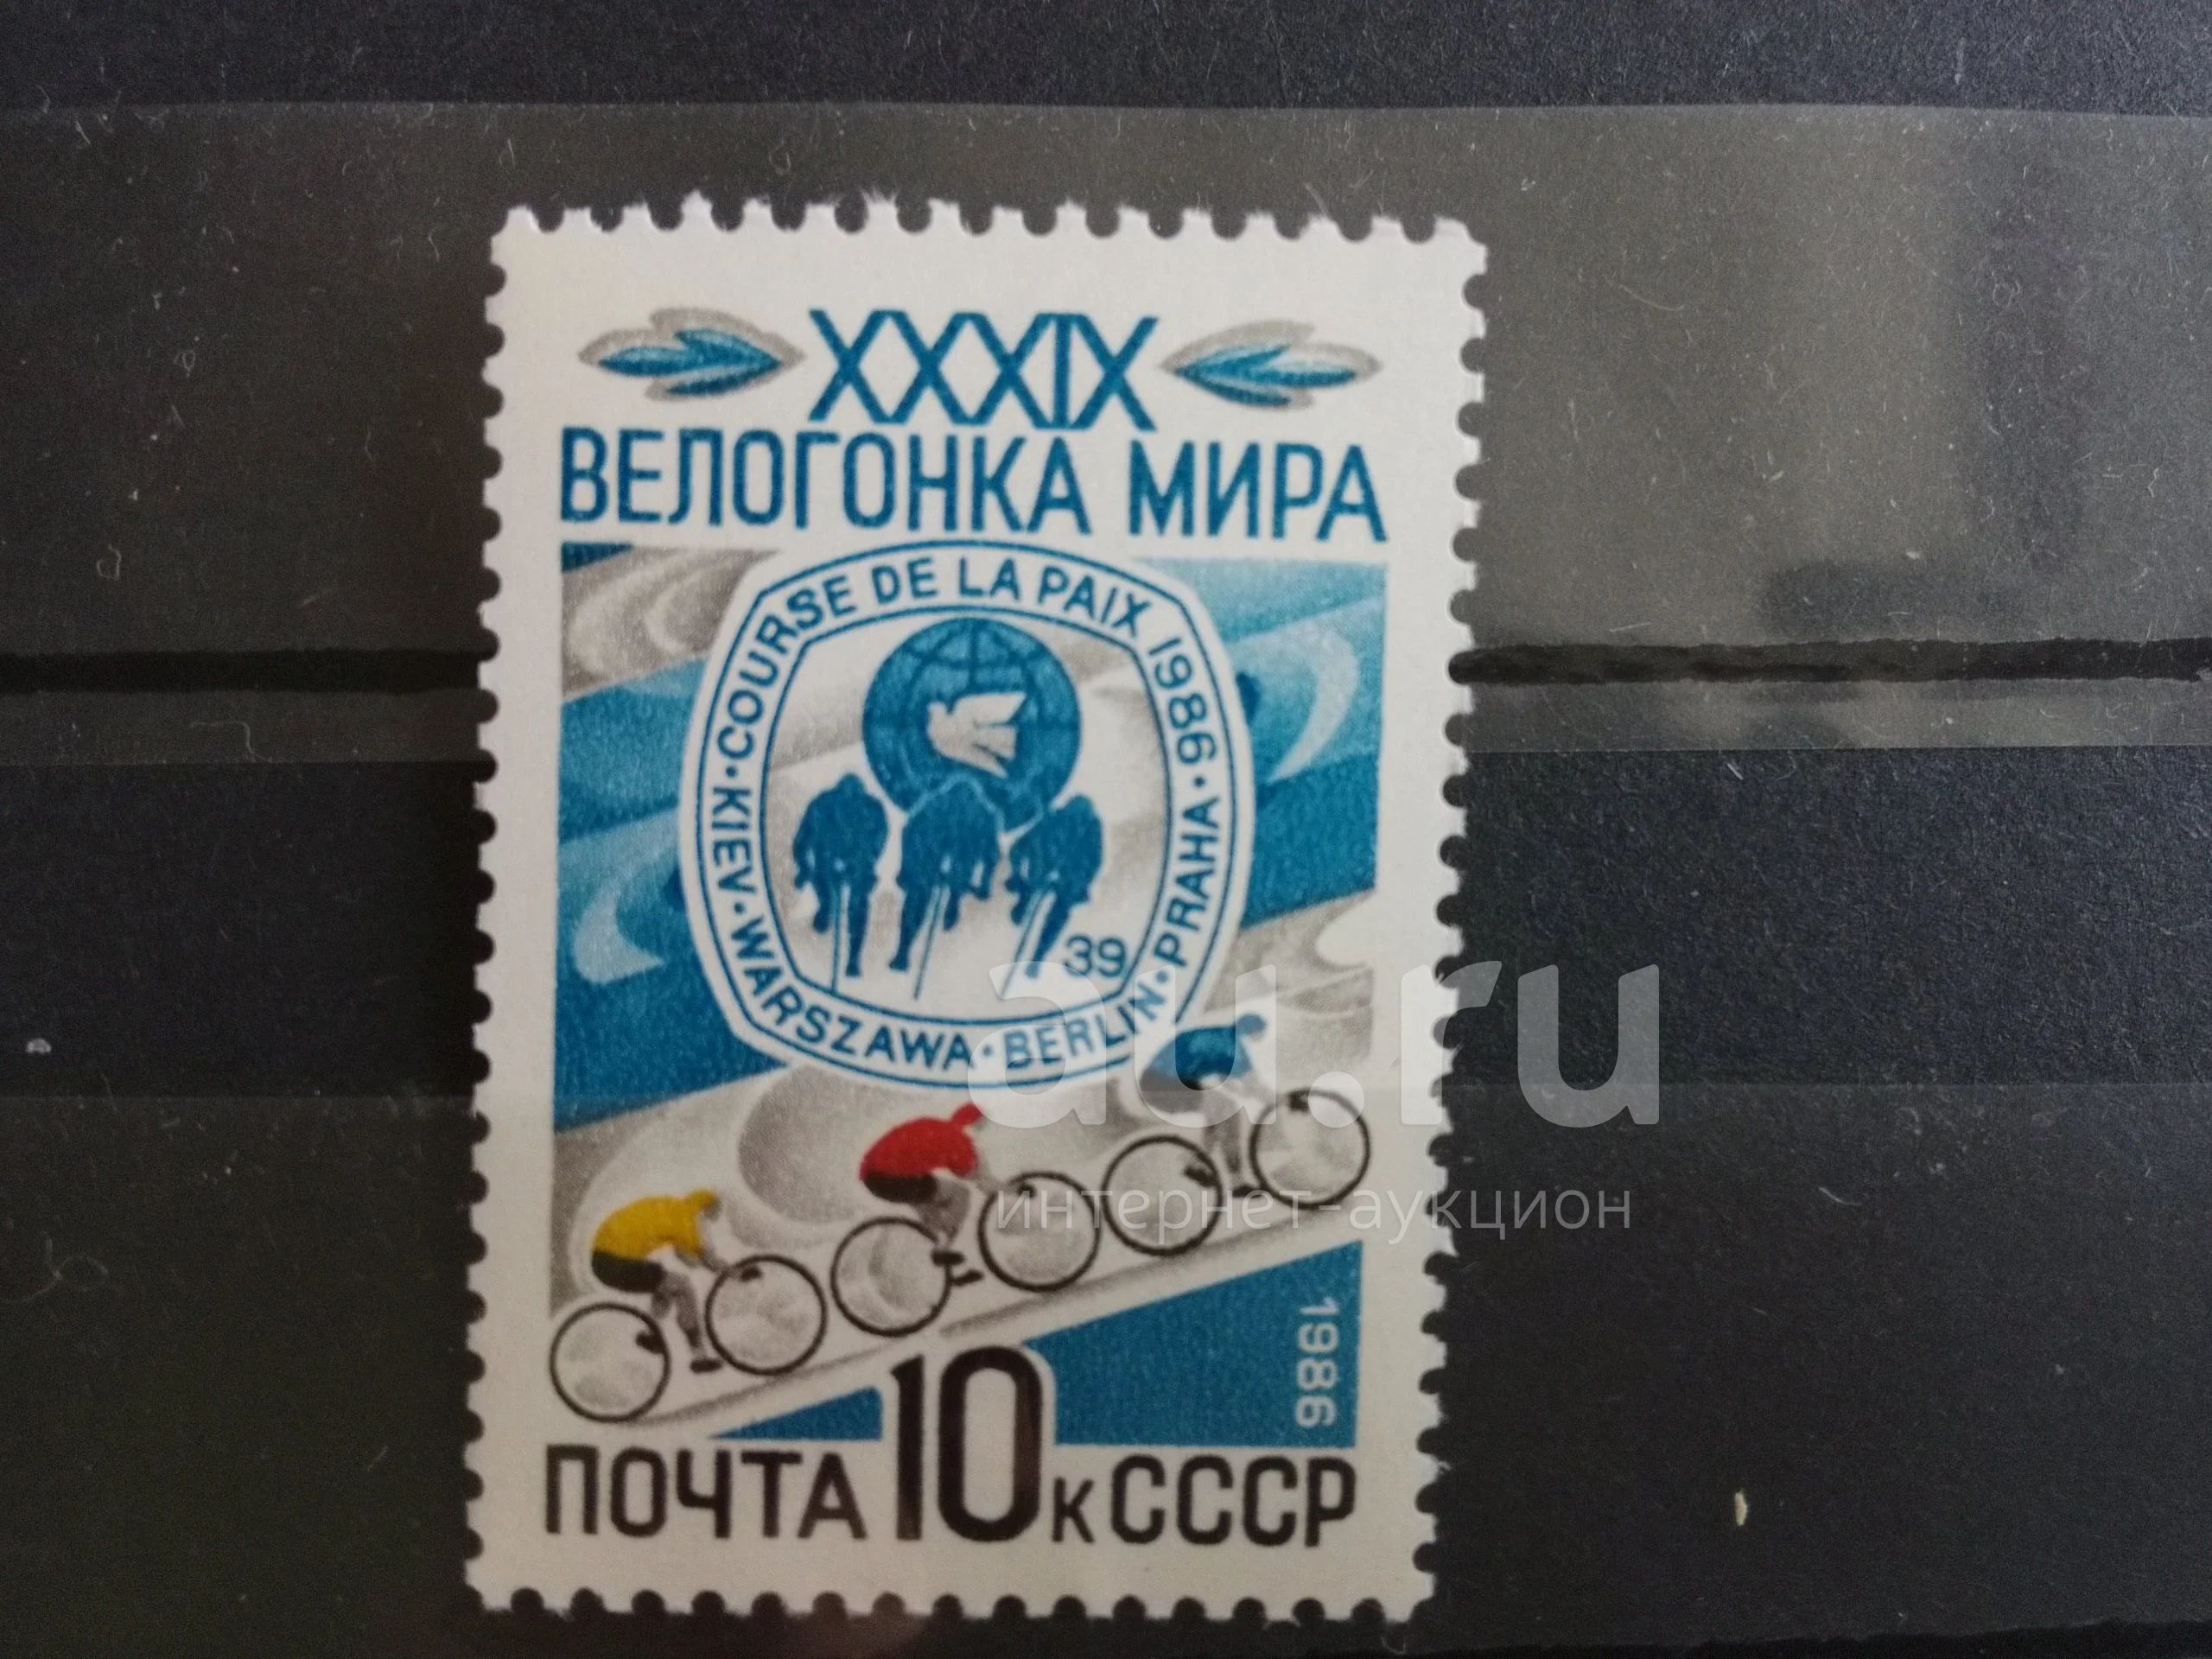 XXXIX
ВЕЛОГОНКА МИРА
COURSE DE LA PAIX 1986 · PRAHA · BERLIN · WARSZAWA · KIEV ·
39
au.ru
интернет-аукцион
1986
ПОЧТА 10 к СССР